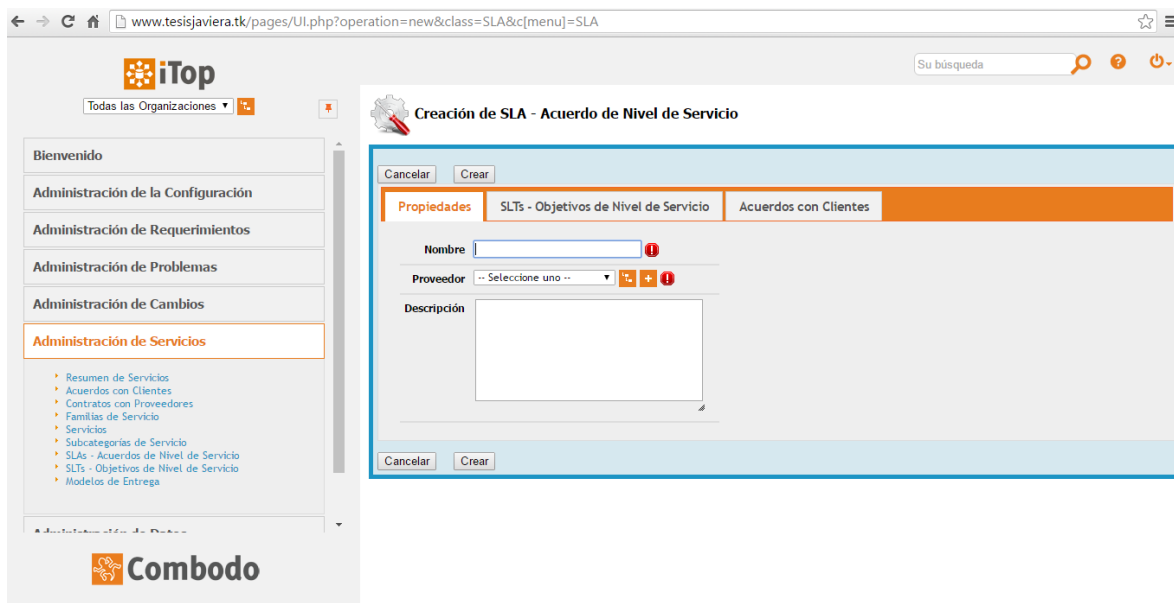 www.tesisjaviera.tk/pages/UI.php?operation=new&class=SLA&c[menu]=SLA
iTop
Su búsqueda
Todas las Organizaciones
Creación de SLA - Acuerdo de Nivel de Servicio
Bienvenido
Administración de la Configuración
Administración de Requerimientos
Administración de Problemas
Administración de Cambios
Administración de Servicios
Resumen de Servicios
Acuerdos con Clientes
Contratos con Proveedores
Familias de Servicio
Servicios
Subcategorías de Servicio
SLAs - Acuerdos de Nivel de Servicio
SLTs - Objetivos de Nivel de Servicio
Modelos de Entrega
Administración de Datos
Combodo
Cancelar Crear
Propiedades SLTs - Objetivos de Nivel de Servicio Acuerdos con Clientes
Nombre
Proveedor -- Seleccione uno --
Descripción
Cancelar Crear